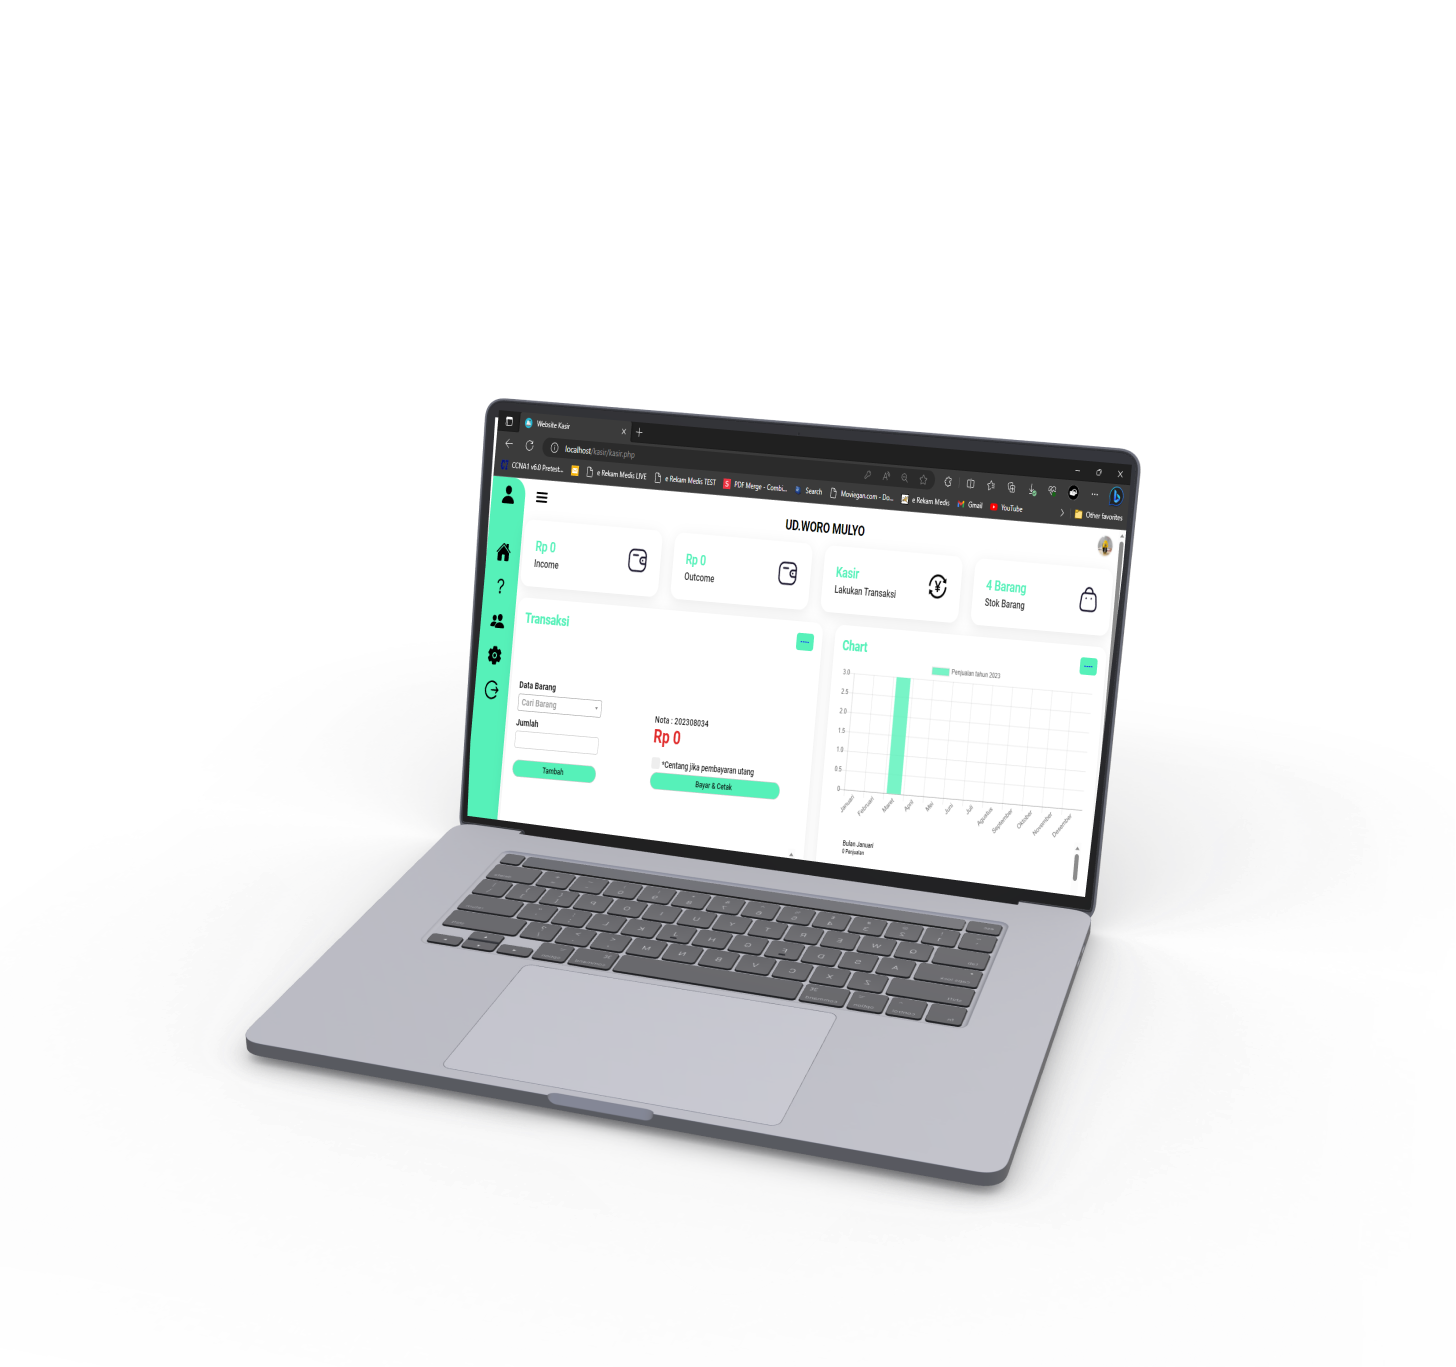 Website Kasir
localhost/kasir/kasir.php
CCNA1 v6.0 Pretest...
e Rekam Medis LIVE
e Rekam Medis TEST
PDF Merge - Combi...
Search
Moviegan.com - Do...
e Rekam Medis
Gmail
YouTube
Other favorites
UD.WORO MULYO
Rp 0
Income
Rp 0
Outcome
Kasir
Lakukan Transaksi
4 Barang
Stok Barang
Transaksi
Data Barang
Cari Barang
Jumlah
Tambah
Nota : 202308034
Rp 0
*Centang jika pembayaran utang
Bayar & Cetak
Chart
Penjualan tahun 2023
3.0
2.5
2.0
1.5
1.0
0.5
0
Januari
Februari
Maret
April
Mei
Juni
Juli
Agustus
September
Oktober
November
Desember
Bulan Januari
0 Penjualan